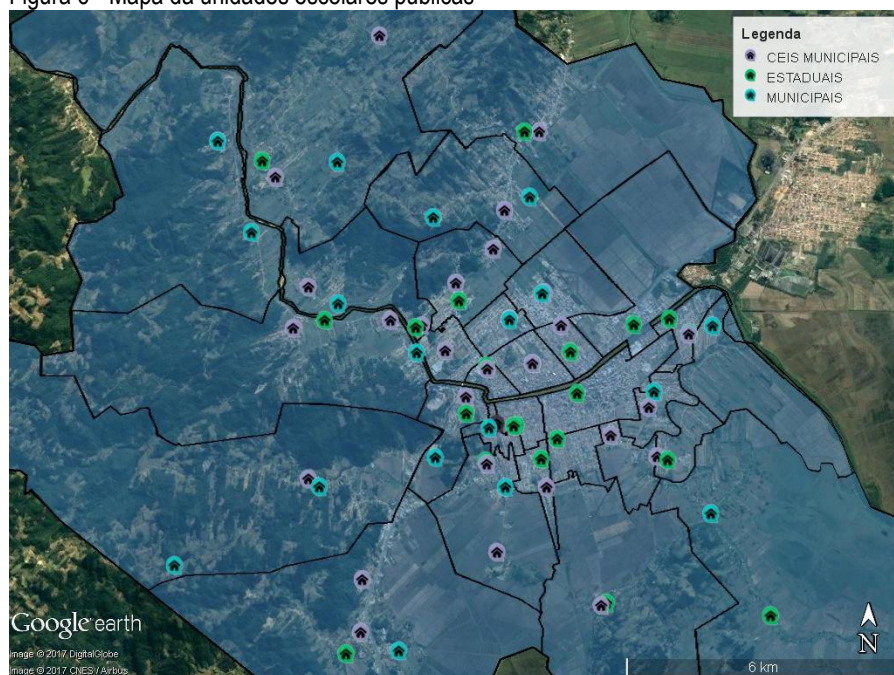 Figura 6 - Mapa da unidades escolares públicas
Legenda
CEIS MUNICIPAIS
ESTADUAIS
MUNICIPAIS
Google earth
Image © 2017 DigitalGlobe
Image © 2017 CNES / Airbus
N
6 km